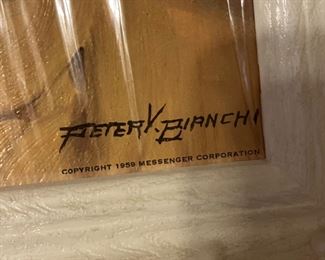 PETER V. BIANCHI
COPYRIGHT 1959 MESSENGER CORPORATION